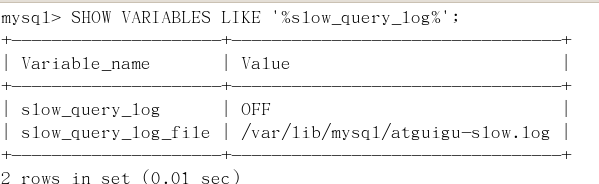 mysql> SHOW VARIABLES LIKE '%slow_query_log%';
+---------------------+--------------------------------+
| Variable_name | Value |
+---------------------+--------------------------------+
| slow_query_log | OFF |
| slow_query_log_file | /var/lib/mysql/atguigu-slow.log |
+---------------------+--------------------------------+
2 rows in set (0.01 sec)